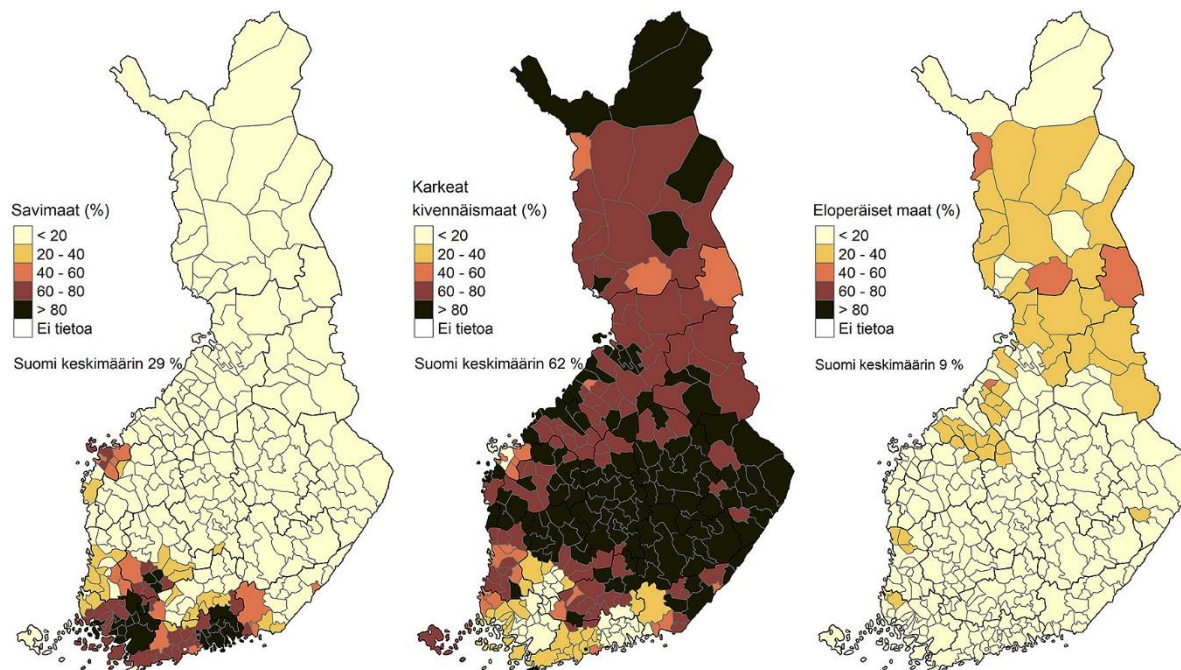 Savimaat (%)
< 20
20 - 40
40 - 60
60 - 80
> 80
Ei tietoa
Suomi keskimäärin 29 %
Karkeat
kivennäismaat (%)
< 20
20 - 40
40 - 60
60 - 80
> 80
Ei tietoa
Suomi keskimäärin 62 %
Eloperäiset maat (%)
< 20
20 - 40
40 - 60
60 - 80
> 80
Ei tietoa
Suomi keskimäärin 9 %